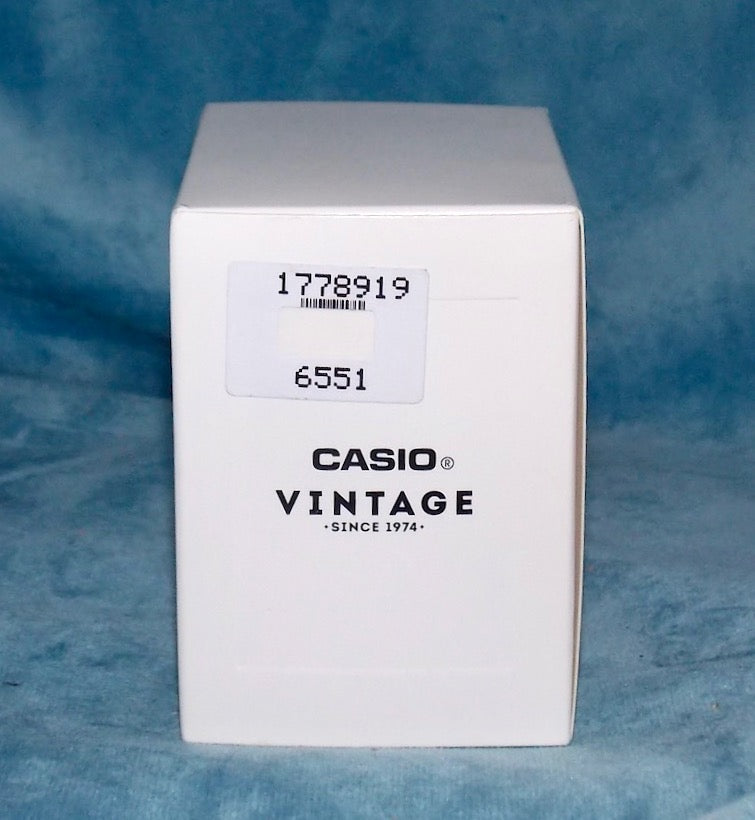 1778919
6551
CASIO®
VINTAGE
·SINCE 1974·